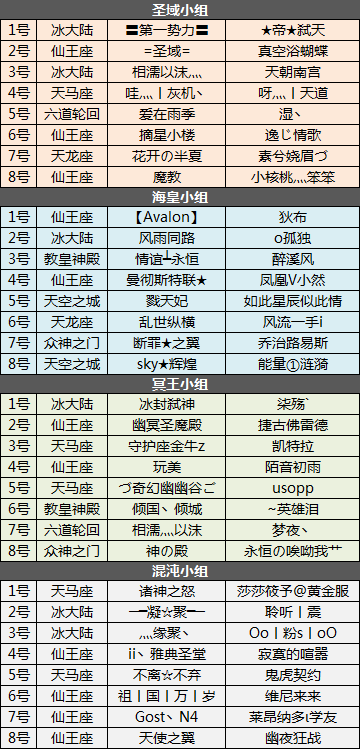 圣域小组
1号 冰大陆 〓第一势力〓 ★帝★弑天
2号 仙王座 =圣域= 真空浴蝴蝶
3号 冰大陆 相濡以沫灬 天朝南宫
4号 天马座 哇灬丨灰机丶 呀灬丨天道
5号 六道轮回 爱在雨季 湿丶
6号 仙王座 摘星小楼 逸じ情歌
7号 天龙座 花开の半夏 素兮娆眉づ
8号 仙王座 魔教 小核桃灬笨笨
海皇小组
1号 仙王座 【Avalon】 狄布
2号 冰大陆 风雨同路 o孤独
3号 教皇神殿 情谊┻永恒 醉溪风
4号 仙王座 曼彻斯特联★ 凤凰V小然
5号 天空之城 戮天妃 如此星辰似此情
6号 天龙座 乱世纵横 风流一手i
7号 众神之门 断罪★之翼 乔治路易斯
8号 天空之城 sky★辉煌 能量①涟漪
冥王小组
1号 冰大陆 冰封弑神 柒殇`
2号 仙王座 幽冥圣魔殿 捷古佛雷德
3号 天马座 守护座金牛z 凯特拉
4号 仙王座 玩美 陌音初雨
5号 天马座 づ奇幻幽幽谷ご usopp
6号 教皇神殿 倾国丶倾城 ~英雄泪
7号 六道轮回 相濡灬以沫 梦夜丶
8号 众神之门 神の殿 永恒の唉呦我艹
混沌小组
1号 天马座 诸神之怒 莎莎筱予@黄金服
2号 冰大陆 ━凝☆聚━ 聆听丨震
3号 冰大陆 灬缘聚丶 Oo丨粉s丨oO
4号 仙王座 ii丶雅典圣堂 寂寞的喧嚣
5号 天马座 不离☆不弃 鬼虎契约
6号 仙王座 祖丨国丨万丨岁 维尼来来
7号 仙王座 Gost丶N4 莱昂纳多ι学友
8号 仙王座 天使之翼 幽夜狂战